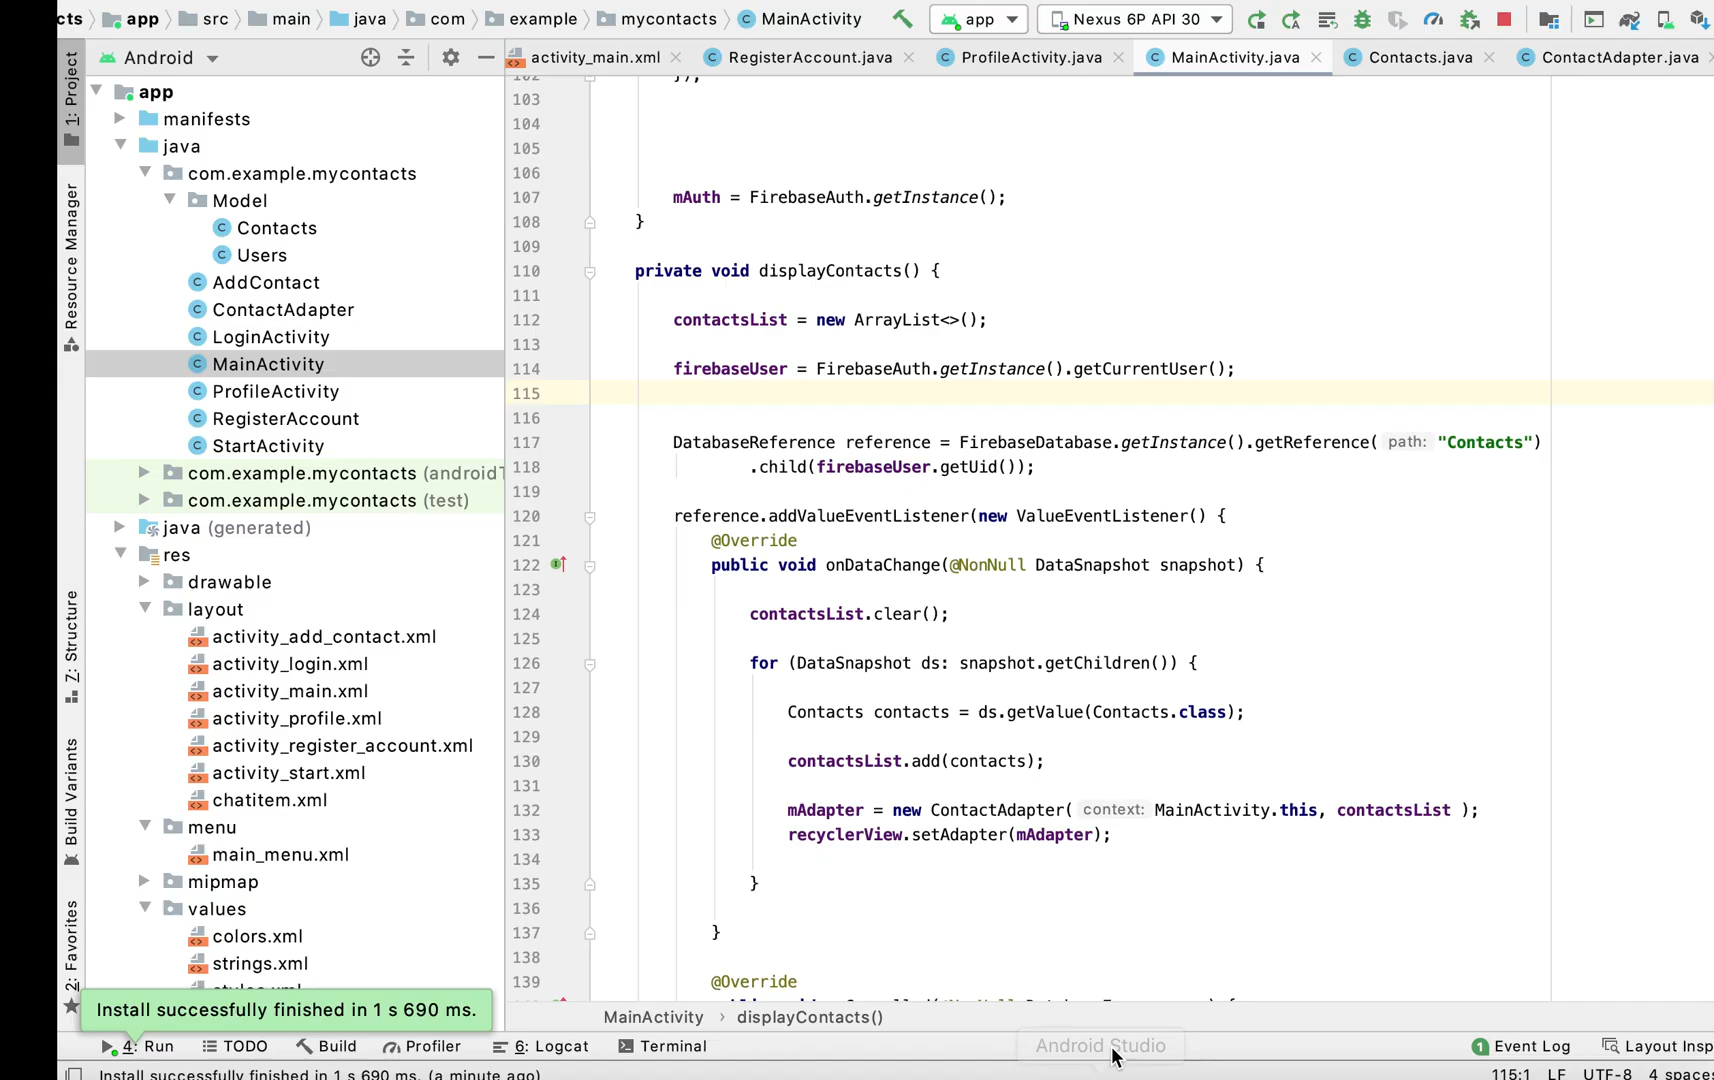 cts
app
src
main
java
com
example
mycontacts
MainActivity
app
Nexus 6P API 30
Android
activity_main.xml
RegisterAccount.java
ProfileActivity.java
MainActivity.java
Contacts.java
ContactAdapter.java
1: Project
Resource Manager
Z: Structure
Build Variants
2: Favorites
app
manifests
java
com.example.mycontacts
Model
Contacts
Users
AddContact
ContactAdapter
LoginActivity
MainActivity
ProfileActivity
RegisterAccount
StartActivity
com.example.mycontacts (androidT
com.example.mycontacts (test)
java (generated)
res
drawable
layout
activity_add_contact.xml
activity_login.xml
activity_main.xml
activity_profile.xml
activity_register_account.xml
activity_start.xml
chatitem.xml
menu
main_menu.xml
mipmap
values
colors.xml
strings.xml
102 });
103
104
105
106
107 mAuth = FirebaseAuth.getInstance();
108 }
109
110 private void displayContacts() {
111
112 contactsList = new ArrayList<>();
113
114 firebaseUser = FirebaseAuth.getInstance().getCurrentUser();
115
116
117 DatabaseReference reference = FirebaseDatabase.getInstance().getReference( path: "Contacts")
118 .child(firebaseUser.getUid());
119
120 reference.addValueEventListener(new ValueEventListener() {
121 @Override
122 public void onDataChange(@NonNull DataSnapshot snapshot) {
123
124 contactsList.clear();
125
126 for (DataSnapshot ds: snapshot.getChildren()) {
127
128 Contacts contacts = ds.getValue(Contacts.class);
129
130 contactsList.add(contacts);
131
132 mAdapter = new ContactAdapter( context: MainActivity.this, contactsList );
133 recyclerView.setAdapter(mAdapter);
134
135 }
136
137 }
138
139 @Override
Install successfully finished in 1 s 690 ms.
MainActivity > displayContacts()
4: Run
TODO
Build
Profiler
6: Logcat
Terminal
Android Studio
1 Event Log
Layout Insp
Install successfully finished in 1 s 690 ms. (a minute ago)
115:1 LF UTF-8 4 spaces